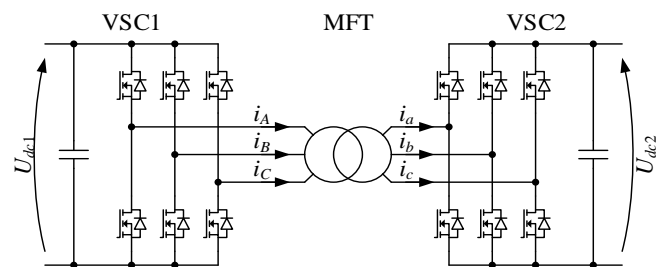 VSC1 MFT VSC2
i_A i_a
U_dc1 i_B i_b U_dc2
i_C i_c